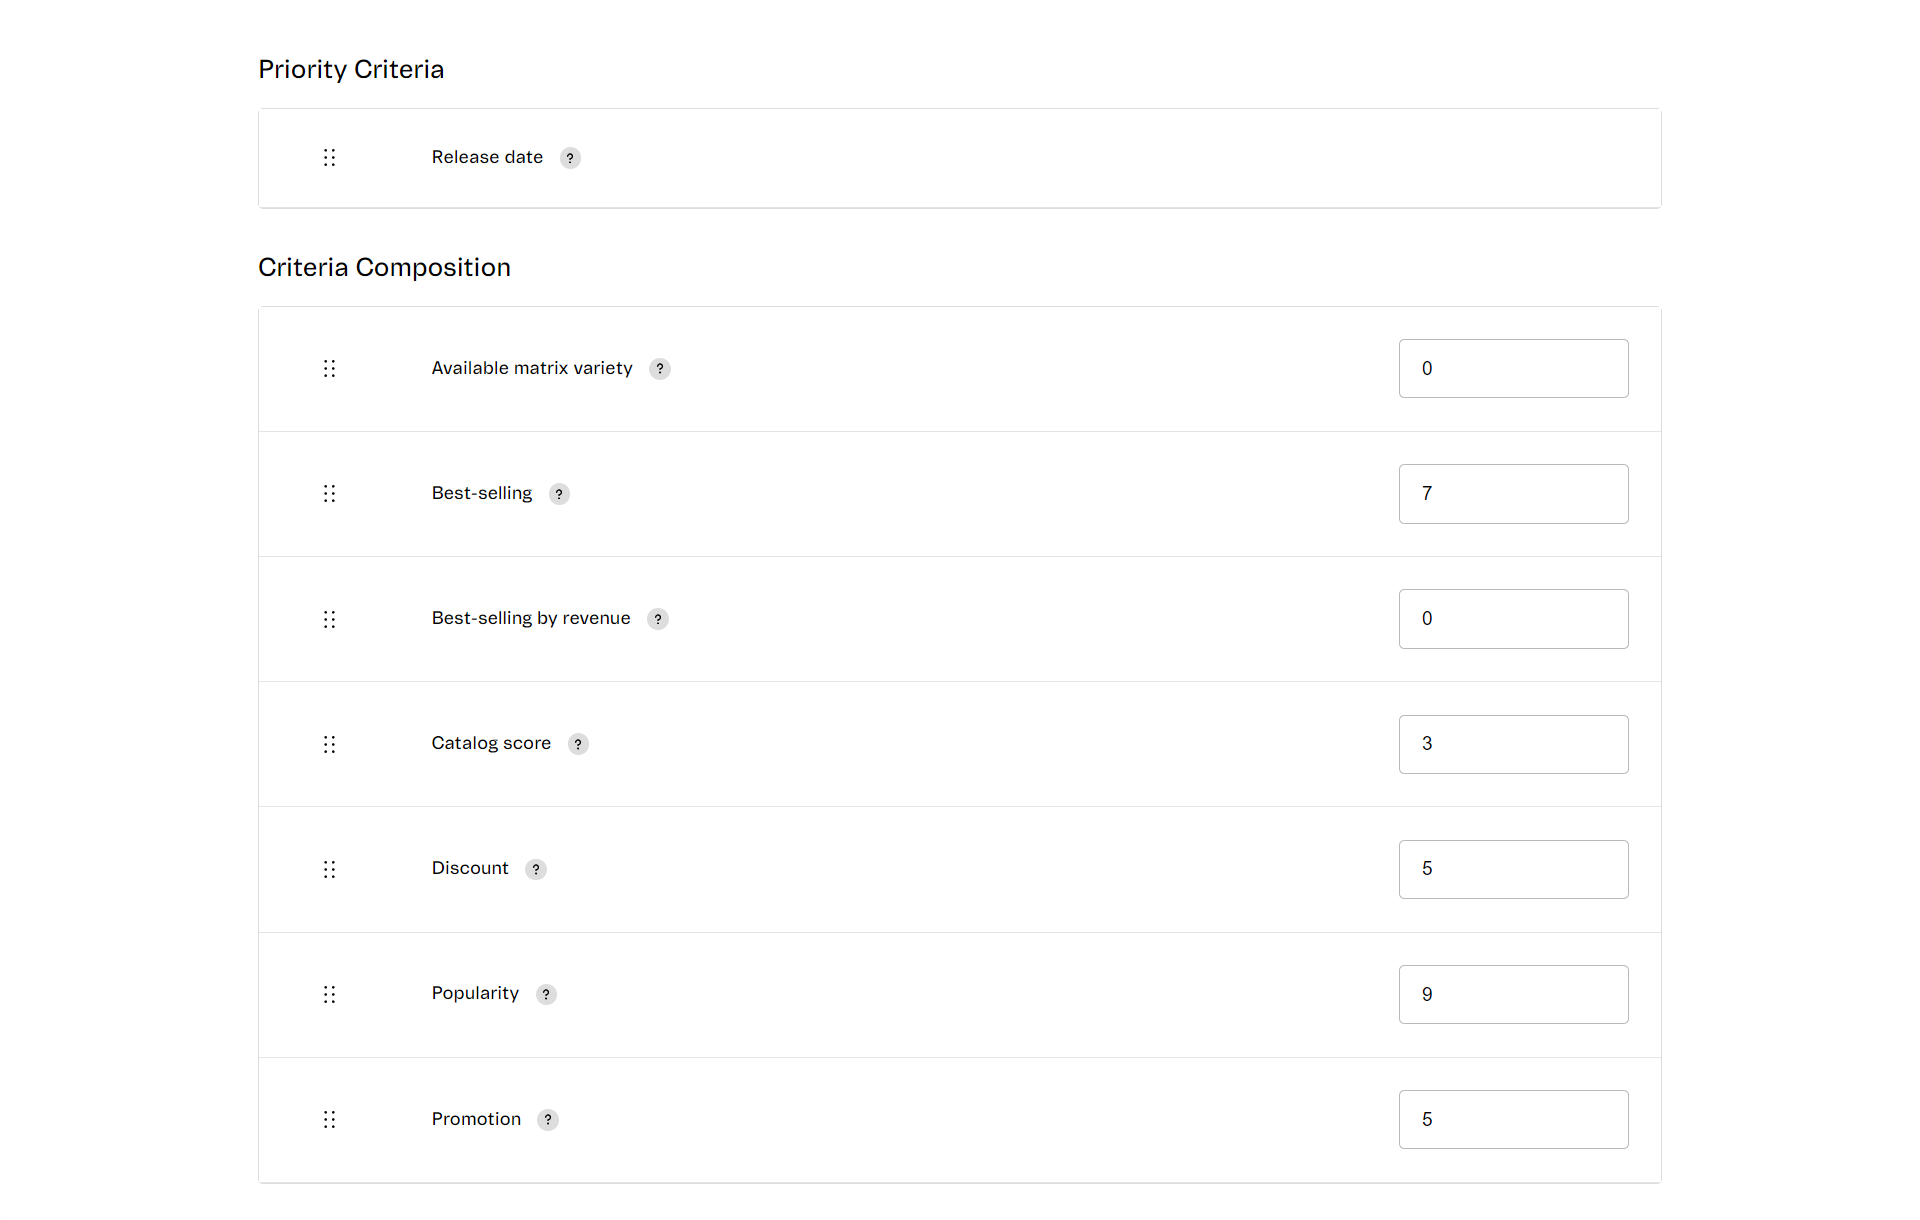 Priority Criteria
Release date ?
Criteria Composition
Available matrix variety ? 0
Best-selling ? 7
Best-selling by revenue ? 0
Catalog score ? 3
Discount ? 5
Popularity ? 9
Promotion ? 5